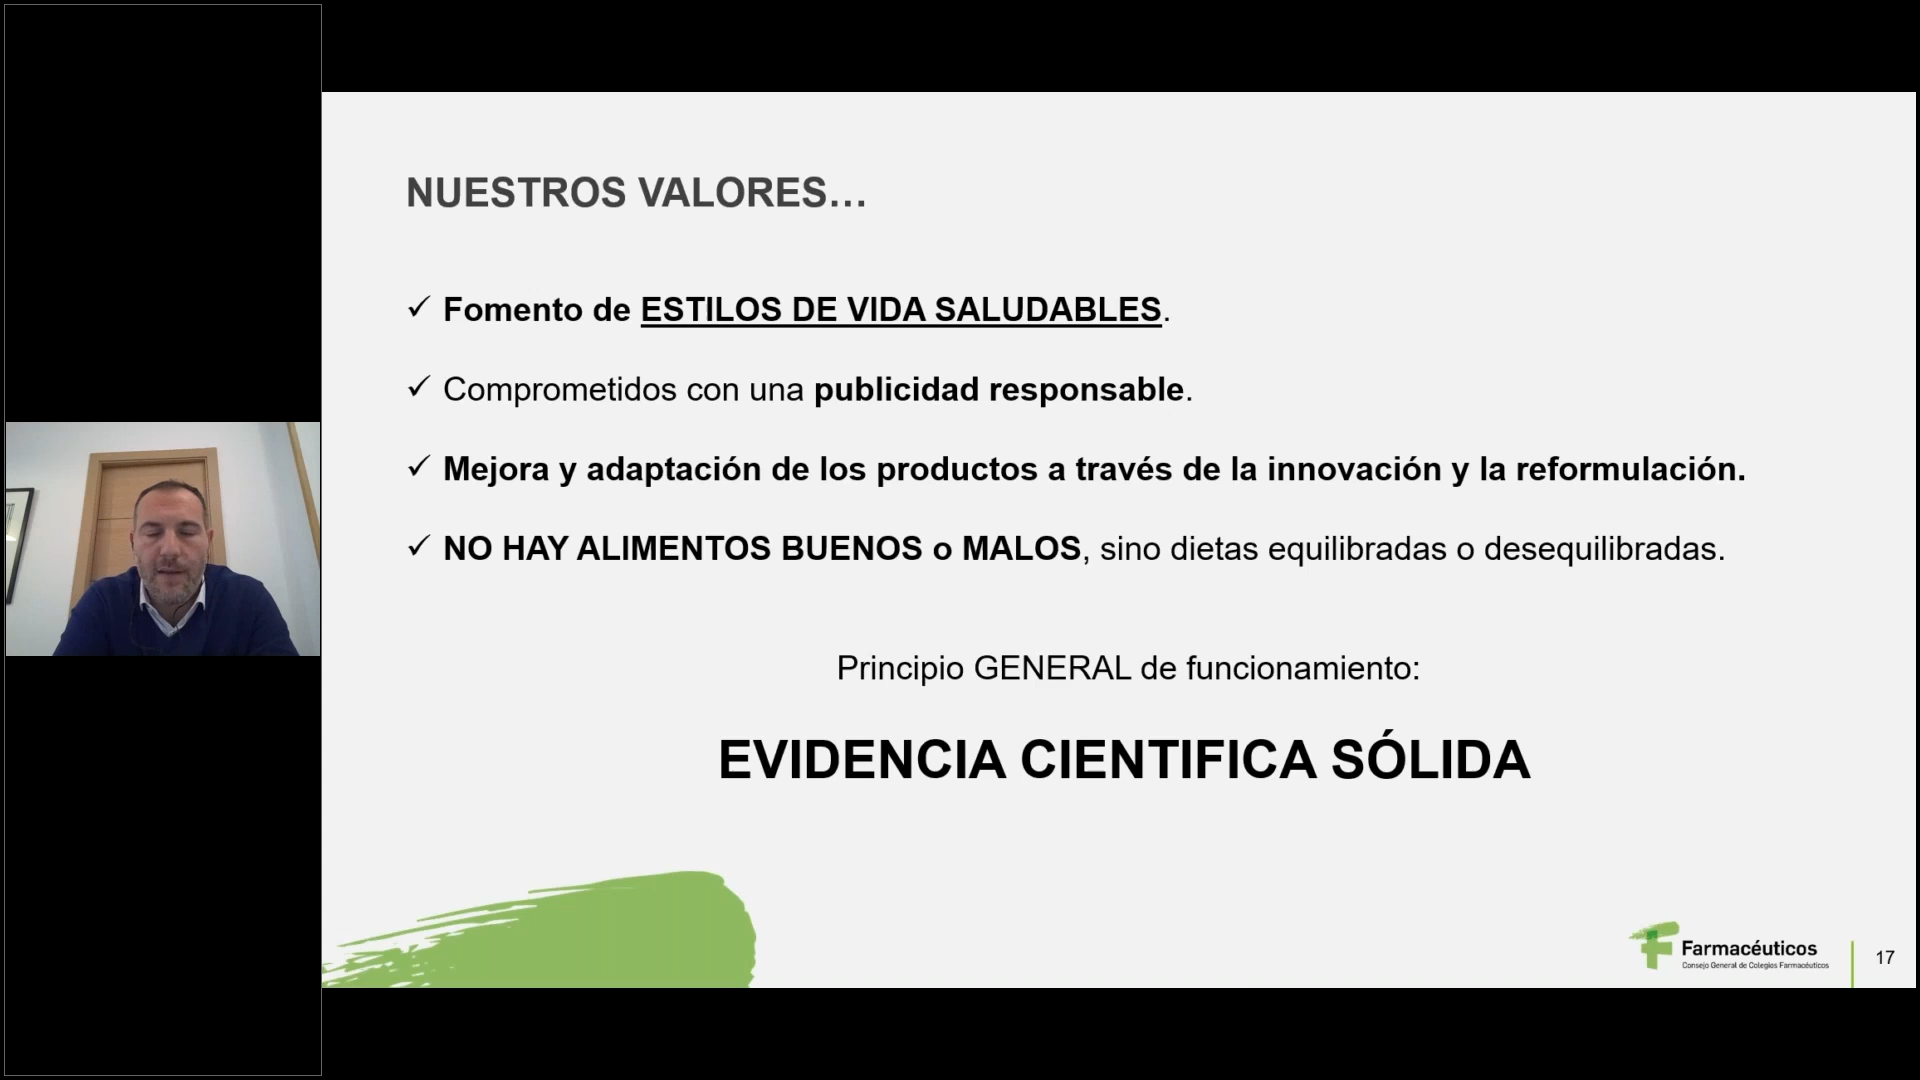 NUESTROS VALORES…
✓ Fomento de ESTILOS DE VIDA SALUDABLES.
✓ Comprometidos con una publicidad responsable.
✓ Mejora y adaptación de los productos a través de la innovación y la reformulación.
✓ NO HAY ALIMENTOS BUENOS o MALOS, sino dietas equilibradas o desequilibradas.
Principio GENERAL de funcionamiento:
EVIDENCIA CIENTIFICA SÓLIDA
Farmacéuticos
Consejo General de Colegios Farmacéuticos
17